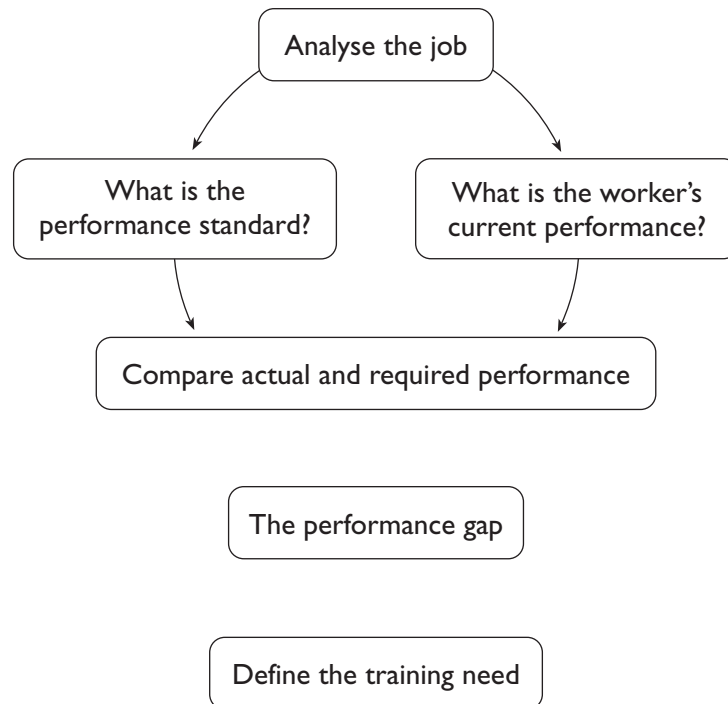 Analyse the job
What is the
performance standard?
What is the worker’s
current performance?
Compare actual and required performance
The performance gap
Define the training need